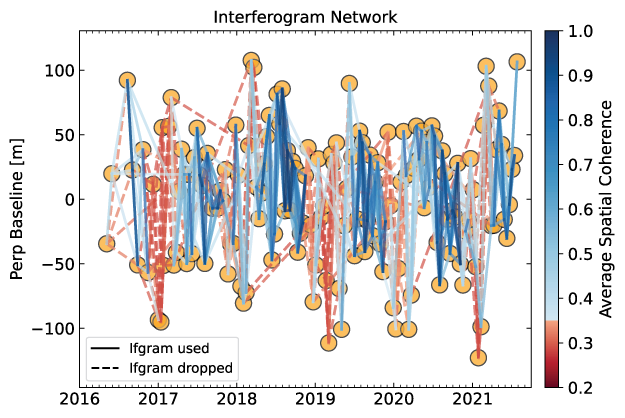 Interferogram Network
Perp Baseline [m]
100
50
0
−50
−100
2016 2017 2018 2019 2020 2021
Ifgram used
Ifgram dropped
1.0
0.9
0.8
0.7
0.6
0.5
0.4
0.3
0.2
Average Spatial Coherence